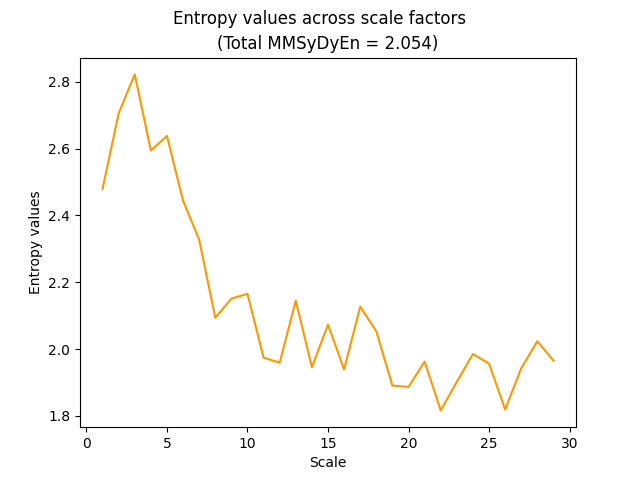 Entropy values across scale factors
(Total MMSyDyEn = 2.054)
2.8
2.6
2.4
2.2
2.0
1.8
Entropy values
0 5 10 15 20 25 30
Scale